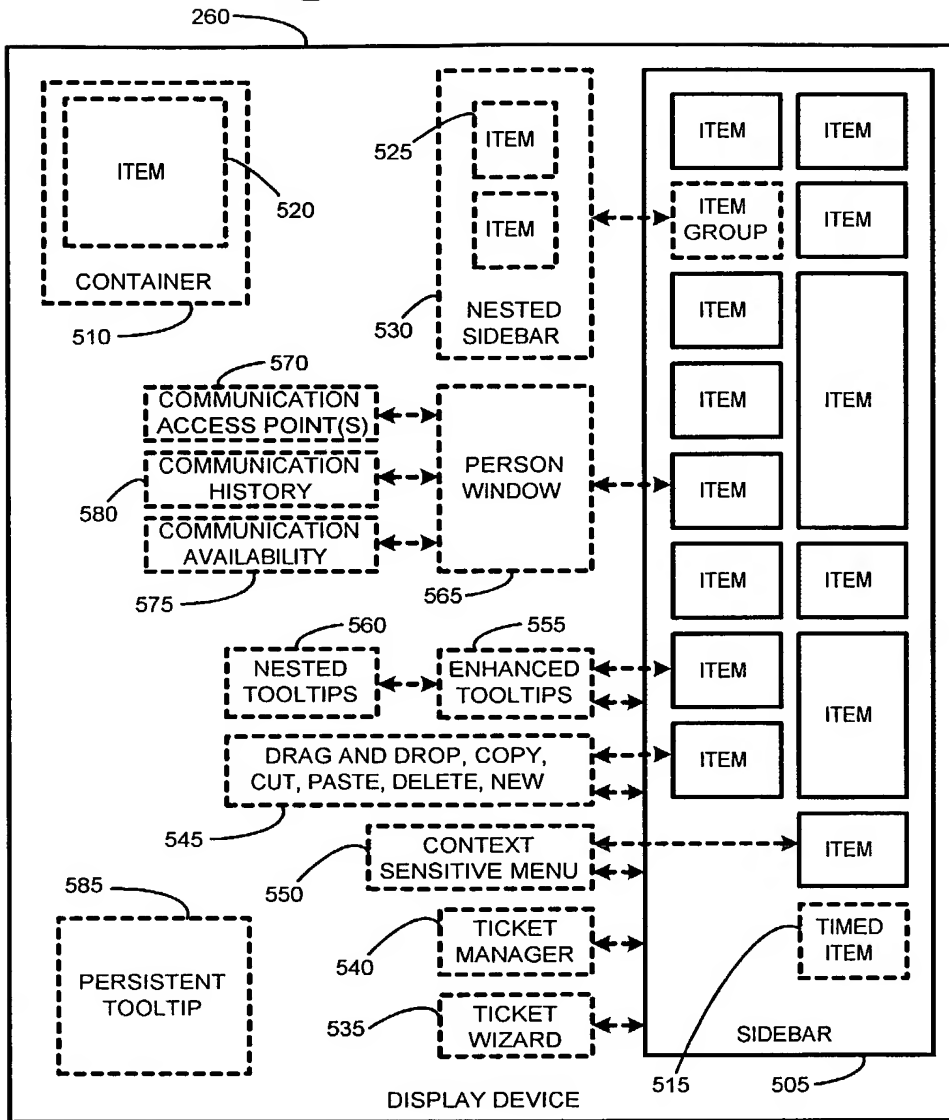 260
ITEM
520
CONTAINER
510
525
ITEM
ITEM
530
NESTED
SIDEBAR
ITEM
ITEM
ITEM
GROUP
ITEM
ITEM
ITEM
ITEM
ITEM
570
COMMUNICATION
ACCESS POINT(S)
580
COMMUNICATION
HISTORY
COMMUNICATION
AVAILABILITY
575
PERSON
WINDOW
565
ITEM
ITEM
560
555
NESTED
TOOLTIPS
ENHANCED
TOOLTIPS
ITEM
ITEM
DRAG AND DROP, COPY,
CUT, PASTE, DELETE, NEW
545
ITEM
550
CONTEXT
SENSITIVE MENU
ITEM
585
PERSISTENT
TOOLTIP
540
TICKET
MANAGER
TIMED
ITEM
535
TICKET
WIZARD
SIDEBAR
515
505
DISPLAY DEVICE